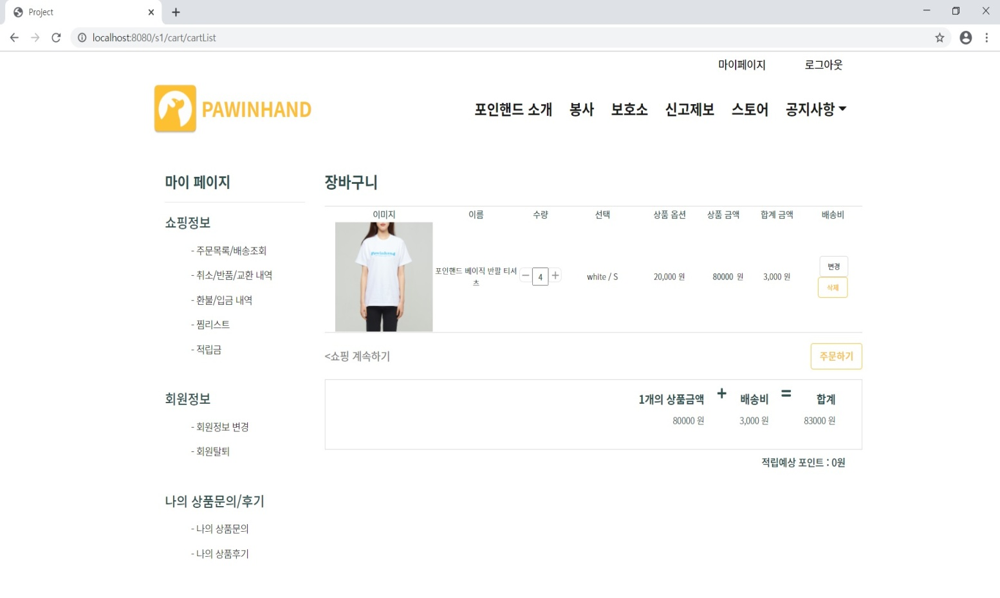 Project
localhost:8080/s1/cart/cartList
마이페이지 로그아웃
PAWINHAND
포인핸드 소개 봉사 보호소 신고제보 스토어 공지사항
마이 페이지
쇼핑정보
- 주문목록/배송조회
- 취소/반품/교환 내역
- 환불/입금 내역
- 찜리스트
- 적립금
회원정보
- 회원정보 변경
- 회원탈퇴
나의 상품문의/후기
- 나의 상품문의
- 나의 상품후기
장바구니
이미지 이름 수량 선택 상품 옵션 상품 금액 합계 금액 배송비
Pawinhand
포인핸드 베이직 반팔 티셔
츠
4
white / S
20,000 원
80000 원
3,000 원
변경
삭제
<쇼핑 계속하기
주문하기
1개의 상품금액 + 배송비 = 합계
80000 원 3,000 원 83000 원
적립예상 포인트 : 0원